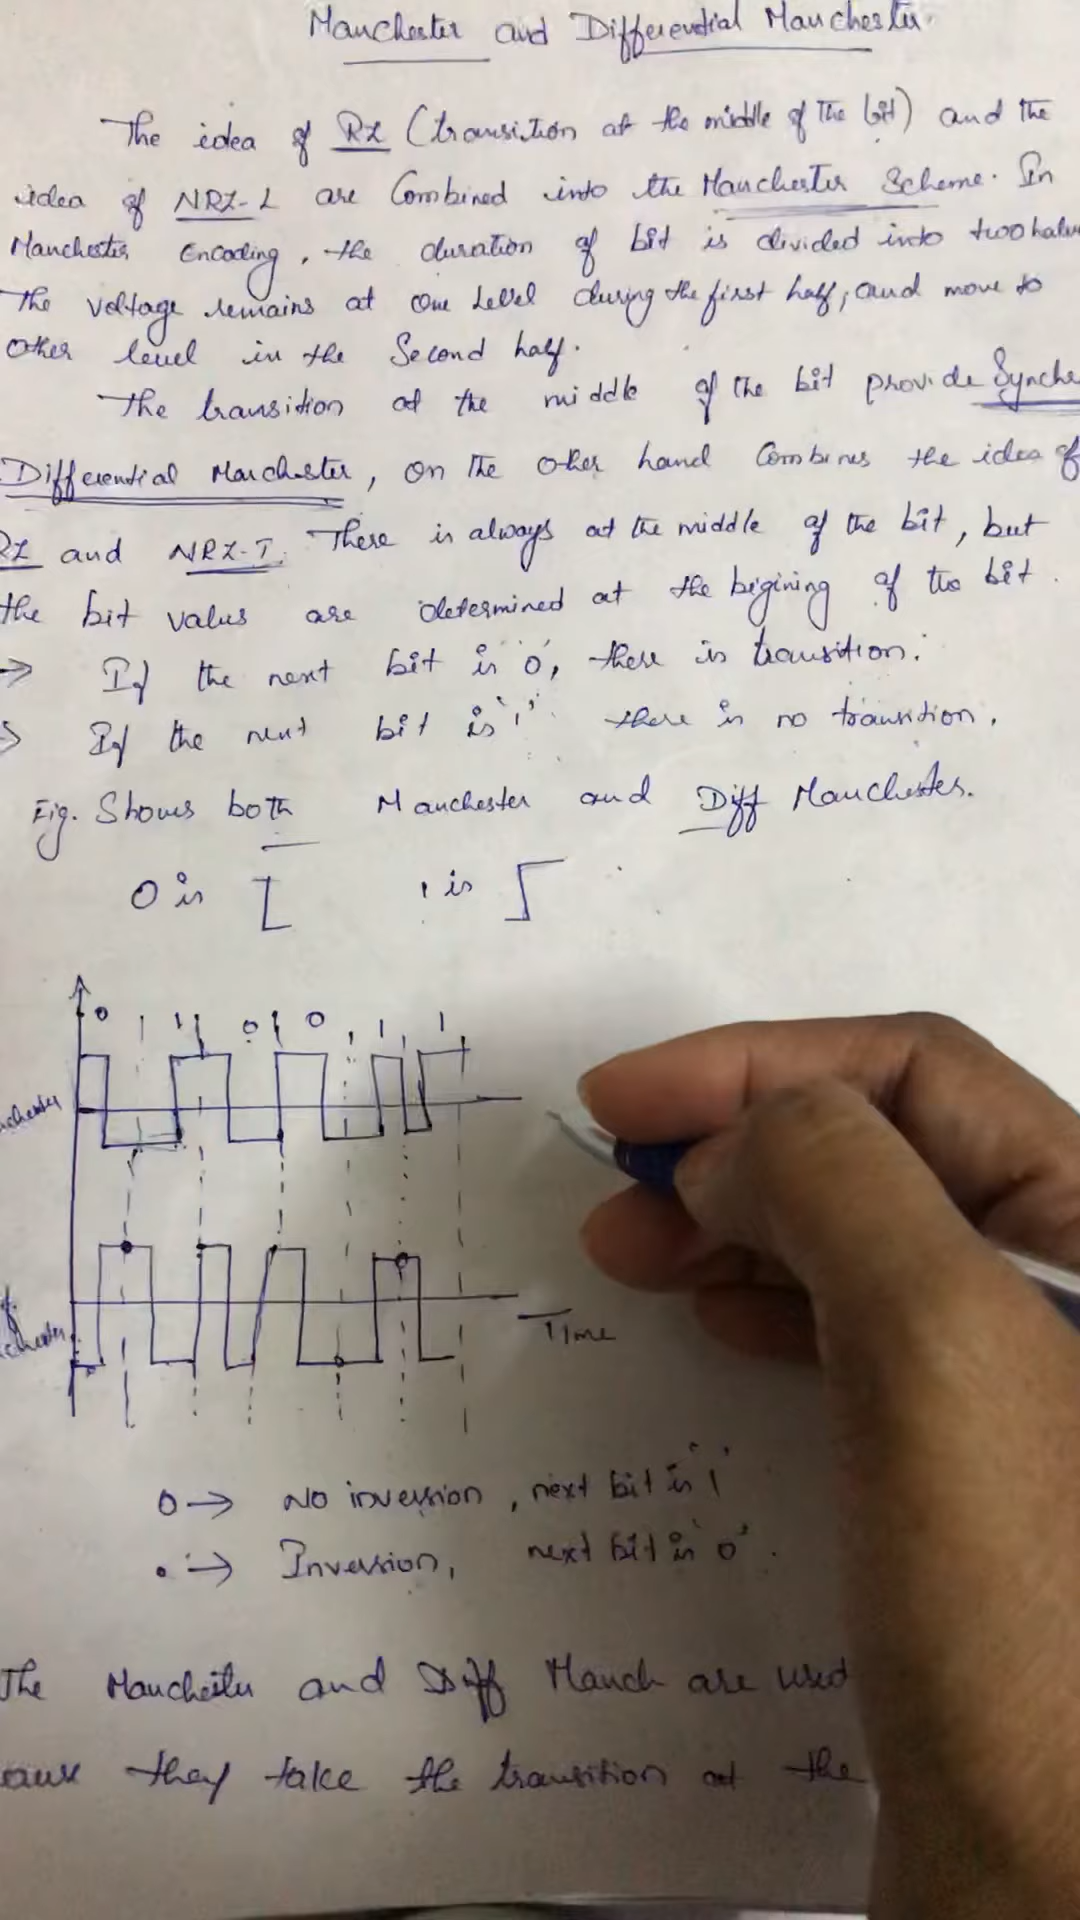 Manchester and Differential Manchester.
The idea of RZ (transition at the middle of the bit) and the
idea of NRZ-L are Combined into the Manchester Scheme. In
Manchester Encoding, the duration of bit is divided into two halve
The voltage remains at one Level during the first half, and move to
other level in the Second half.
The transition at the middle of the bit provide Synchr
Differential Manchester, on the other hand Combines the idea of
RZ and NRZ-I. There is always at the middle of the bit, but
the bit values are determined at the bigining of the bit.
→ If the next bit is '0', there is transition.
→ If the next bit is '1' there is no transition.
Fig. Shows both Manchester and Diff Manchester.
0 is 1 is
0 1 0 0 1 1
nchester
chester
Time
o → No inversion, next bit is '1'
• → Inversion, next bit is '0'.
The Manchester and Diff Manch are used
ause they take the transition at the